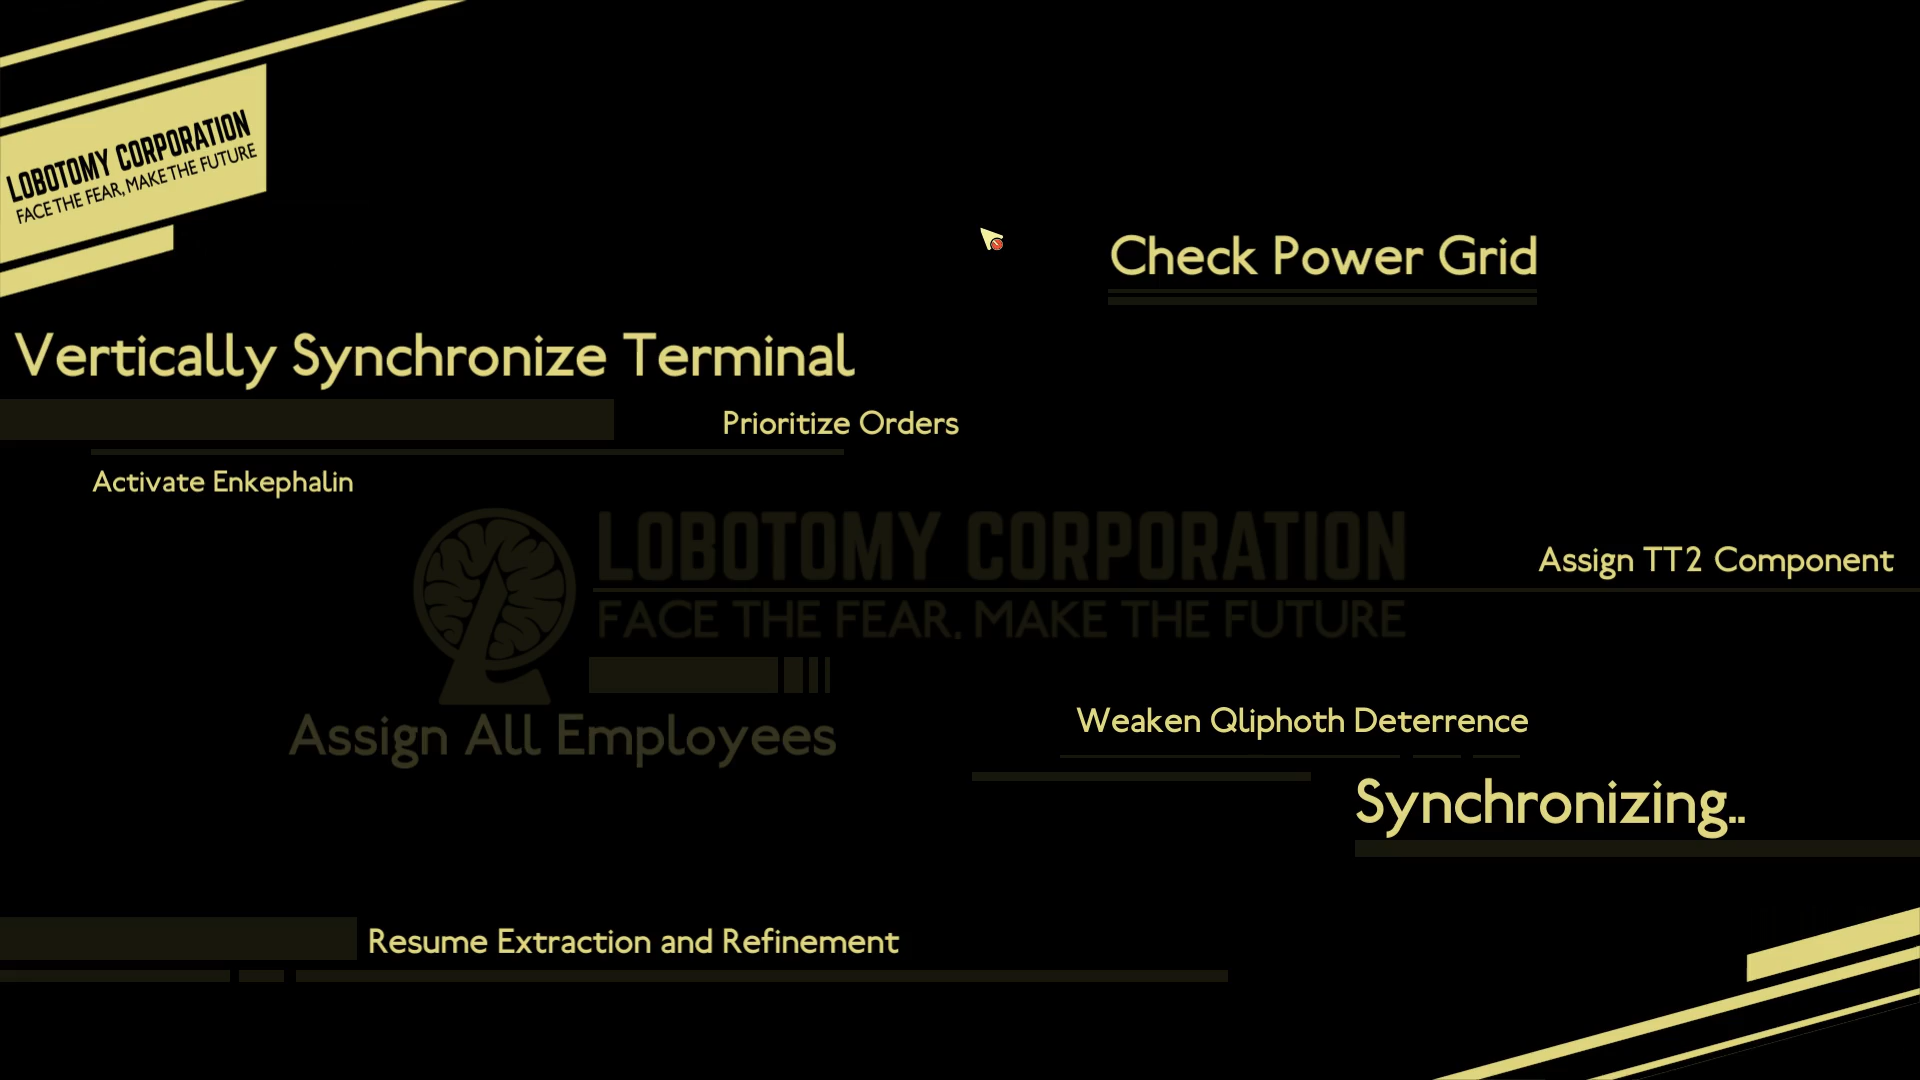 LOBOTOMY CORPORATION
FACE THE FEAR, MAKE THE FUTURE
Check Power Grid
Vertically Synchronize Terminal
Prioritize Orders
Activate Enkephalin
LOBOTOMY CORPORATION
FACE THE FEAR. MAKE THE FUTURE
Assign TT2 Component
Assign All Employees
Weaken Qliphoth Deterrence
Synchronizing..
Resume Extraction and Refinement